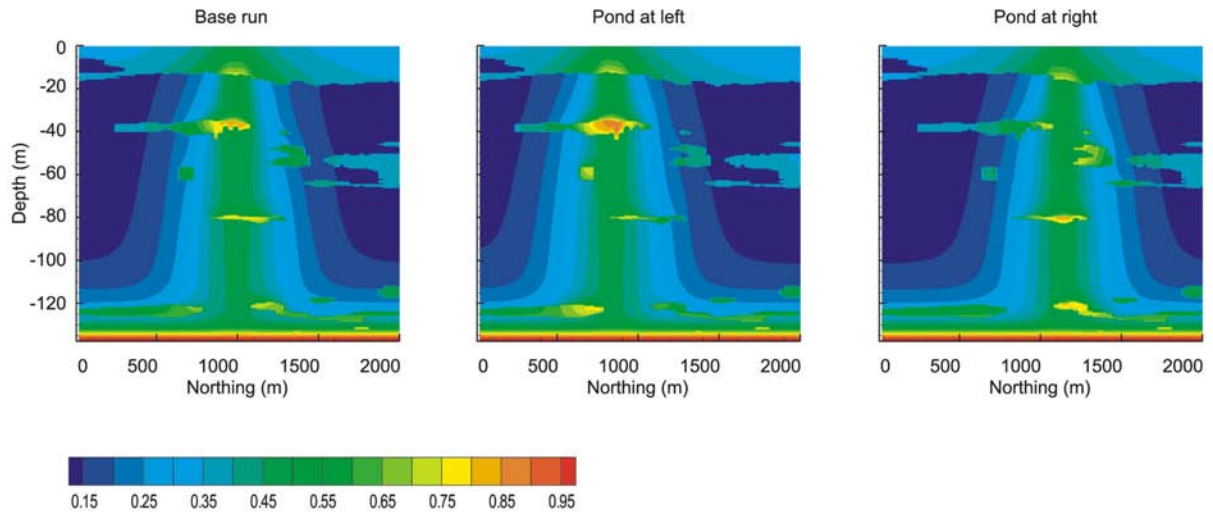 Base run
Pond at left
Pond at right
Depth (m)
0
-20
-40
-60
-80
-100
-120
0 500 1000 1500 2000
Northing (m)
0 500 1000 1500 2000
Northing (m)
0 500 1000 1500 2000
Northing (m)
0.15 0.25 0.35 0.45 0.55 0.65 0.75 0.85 0.95